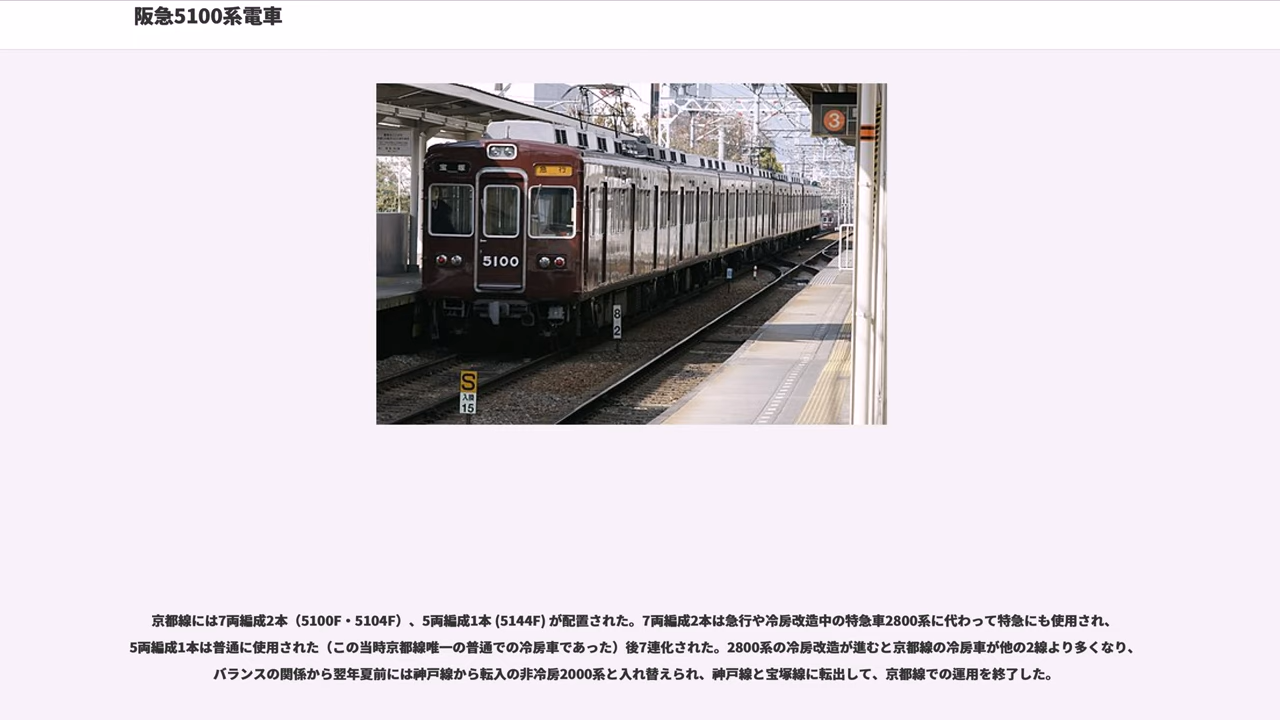 阪急5100系電車
3
宝塚
急行
5100
8
2
S
入換
15
京都線には7両編成2本（5100F・5104F）、5両編成1本 (5144F) が配置された。7両編成2本は急行や冷房改造中の特急車2800系に代わって特急にも使用され、
5両編成1本は普通に使用された（この当時京都線唯一の普通での冷房車であった）後7連化された。2800系の冷房改造が進むと京都線の冷房車が他の2線より多くなり、
バランスの関係から翌年夏前には神戸線から転入の非冷房2000系と入れ替えられ、神戸線と宝塚線に転出して、京都線での運用を終了した。